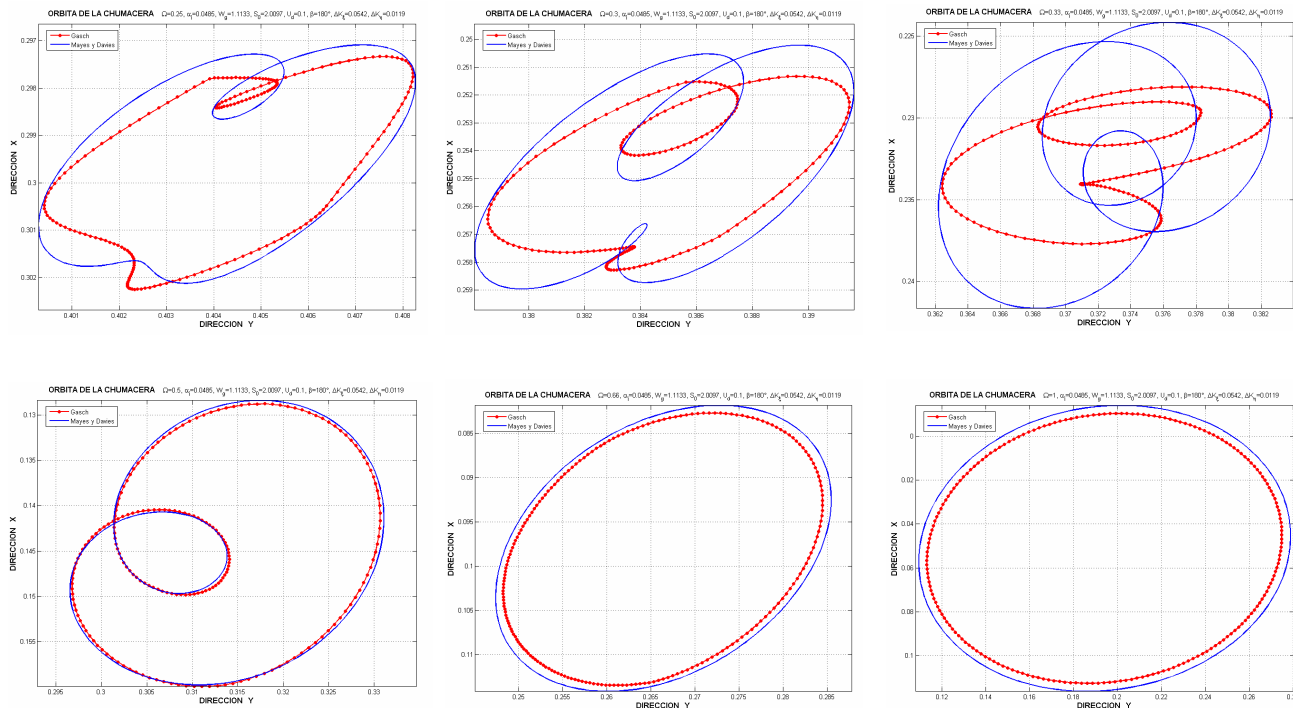 ORBITA DE LA CHUMACERA Ω=0.25, αᵢ=0.0485, Wg=1.1133, S₀=2.0097, Ud=0.1, β=180°, ΔKξ=0.0542, ΔKη=0.0119
Gasch
Mayes y Davies
0.297
0.298
0.299
0.3
0.301
0.302
DIRECCION X
0.401 0.402 0.403 0.404 0.405 0.406 0.407 0.408
DIRECCION Y
ORBITA DE LA CHUMACERA Ω=0.3, αᵢ=0.0485, Wg=1.1133, S₀=2.0097, Ud=0.1, β=180°, ΔKξ=0.0542, ΔKη=0.0119
Gasch
Mayes y Davies
0.25
0.251
0.252
0.253
0.254
0.255
0.256
0.257
0.258
0.259
DIRECCION X
0.38 0.382 0.384 0.386 0.388 0.39
DIRECCION Y
ORBITA DE LA CHUMACERA Ω=0.33, αᵢ=0.0485, Wg=1.1133, S₀=2.0097, Ud=0.1, β=180°, ΔKξ=0.0542, ΔKη=0.0119
Gasch
Mayes y Davies
0.225
0.23
0.235
0.24
DIRECCION X
0.362 0.364 0.366 0.368 0.37 0.372 0.374 0.376 0.378 0.38 0.382
DIRECCION Y
ORBITA DE LA CHUMACERA Ω=0.5, αᵢ=0.0485, Wg=1.1133, S₀=2.0097, Ud=0.1, β=180°, ΔKξ=0.0542, ΔKη=0.0119
Gasch
Mayes y Davies
0.13
0.135
0.14
0.145
0.15
0.155
DIRECCION X
0.295 0.3 0.305 0.31 0.315 0.32 0.325 0.33
DIRECCION Y
ORBITA DE LA CHUMACERA Ω=0.66, αᵢ=0.0485, Wg=1.1133, S₀=2.0097, Ud=0.1, β=180°, ΔKξ=0.0542, ΔKη=0.0119
Gasch
Mayes y Davies
0.085
0.09
0.095
0.1
0.105
0.11
DIRECCION X
0.25 0.255 0.26 0.265 0.27 0.275 0.28 0.285
DIRECCION Y
ORBITA DE LA CHUMACERA Ω=1, αᵢ=0.0485, Wg=1.1133, S₀=2.0097, Ud=0.1, β=180°, ΔKξ=0.0542, ΔKη=0.0119
Gasch
Mayes y Davies
0
0.02
0.04
0.06
0.08
0.1
DIRECCION X
0.12 0.14 0.16 0.18 0.2 0.22 0.24 0.26
DIRECCION Y